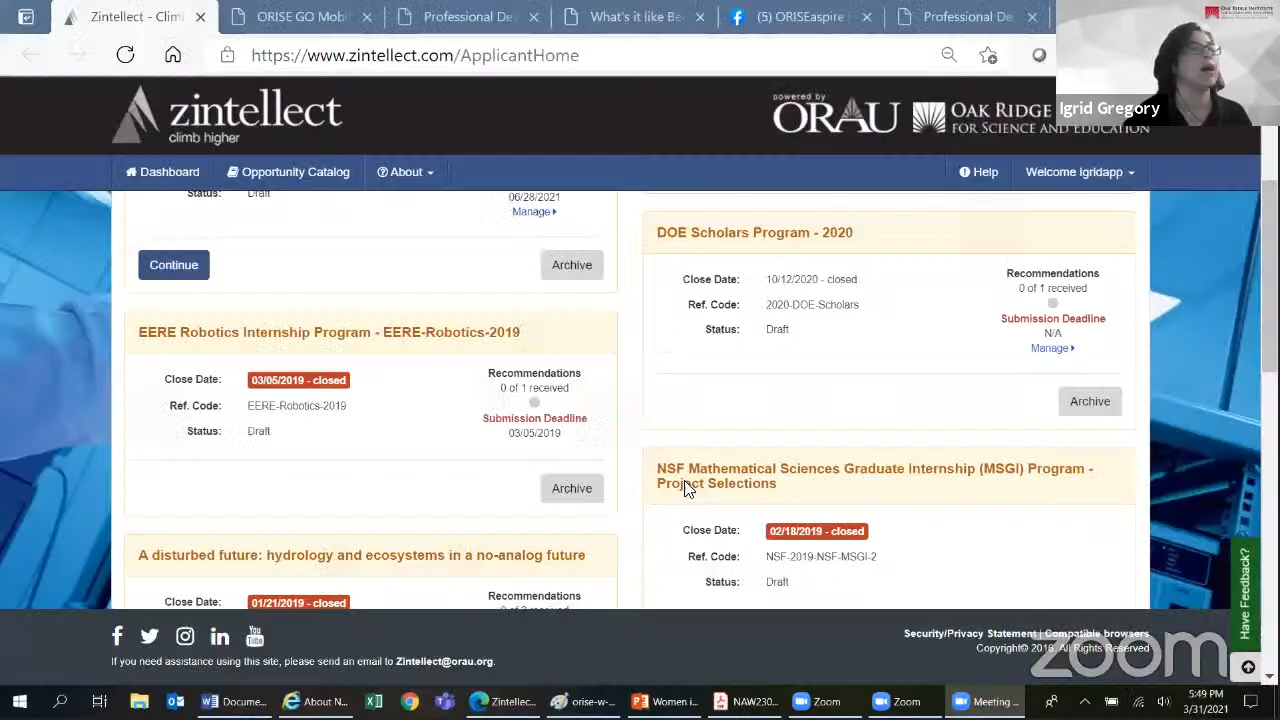 Zintellect - Clim
ORISE GO Mobi
Professional Dev
What's it like Be
(5) ORISEaspire
Professional De
OAK RIDGE INSTITUTE
https://www.zintellect.com/ApplicantHome
Igrid Gregory
zintellect
climb higher
powered by
ORAU
OAK RIDGE
FOR SCIENCE AND EDUCATION
Dashboard
Opportunity Catalog
About
Help
Welcome igridapp
Status: Draft
06/28/2021
Manage
Continue
Archive
EERE Robotics Internship Program - EERE-Robotics-2019
Close Date: 03/05/2019 - closed
Ref. Code: EERE-Robotics-2019
Status: Draft
Recommendations
0 of 1 received
Submission Deadline
03/05/2019
Archive
A disturbed future: hydrology and ecosystems in a no-analog future
Close Date: 01/21/2019 - closed
Recommendations
DOE Scholars Program - 2020
Close Date: 10/12/2020 - closed
Ref. Code: 2020-DOE-Scholars
Status: Draft
Recommendations
0 of 1 received
Submission Deadline
N/A
Manage
Archive
NSF Mathematical Sciences Graduate Internship (MSGI) Program -
Project Selections
Close Date: 02/18/2019 - closed
Ref. Code: NSF-2019-NSF-MSGI-2
Status: Draft
Have Feedback?
You
Tube
Security/Privacy Statement | Compatible browsers
Copyright© 2016. All Rights Reserved
If you need assistance using this site, please send an email to Zintellect@orau.org.
zoom
Docume...
About N...
Zintellec...
orise-w-...
Women i...
NAW230...
Zoom
Zoom
Meeting ...
5:49 PM
3/31/2021